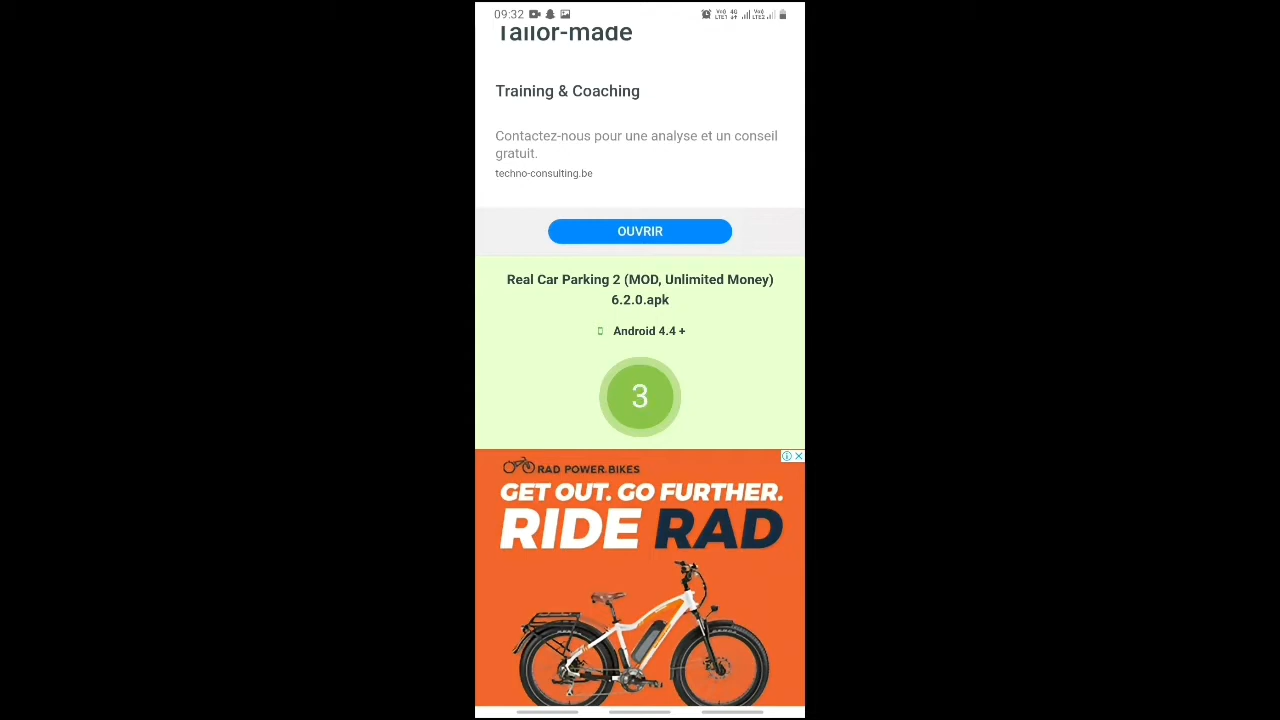 09:32
Tailor-made
Training & Coaching
Contactez-nous pour une analyse et un conseil
gratuit.
techno-consulting.be
OUVRIR
Real Car Parking 2 (MOD, Unlimited Money)
6.2.0.apk
Android 4.4 +
3
RAD POWER BIKES
GET OUT. GO FURTHER.
RIDE RAD